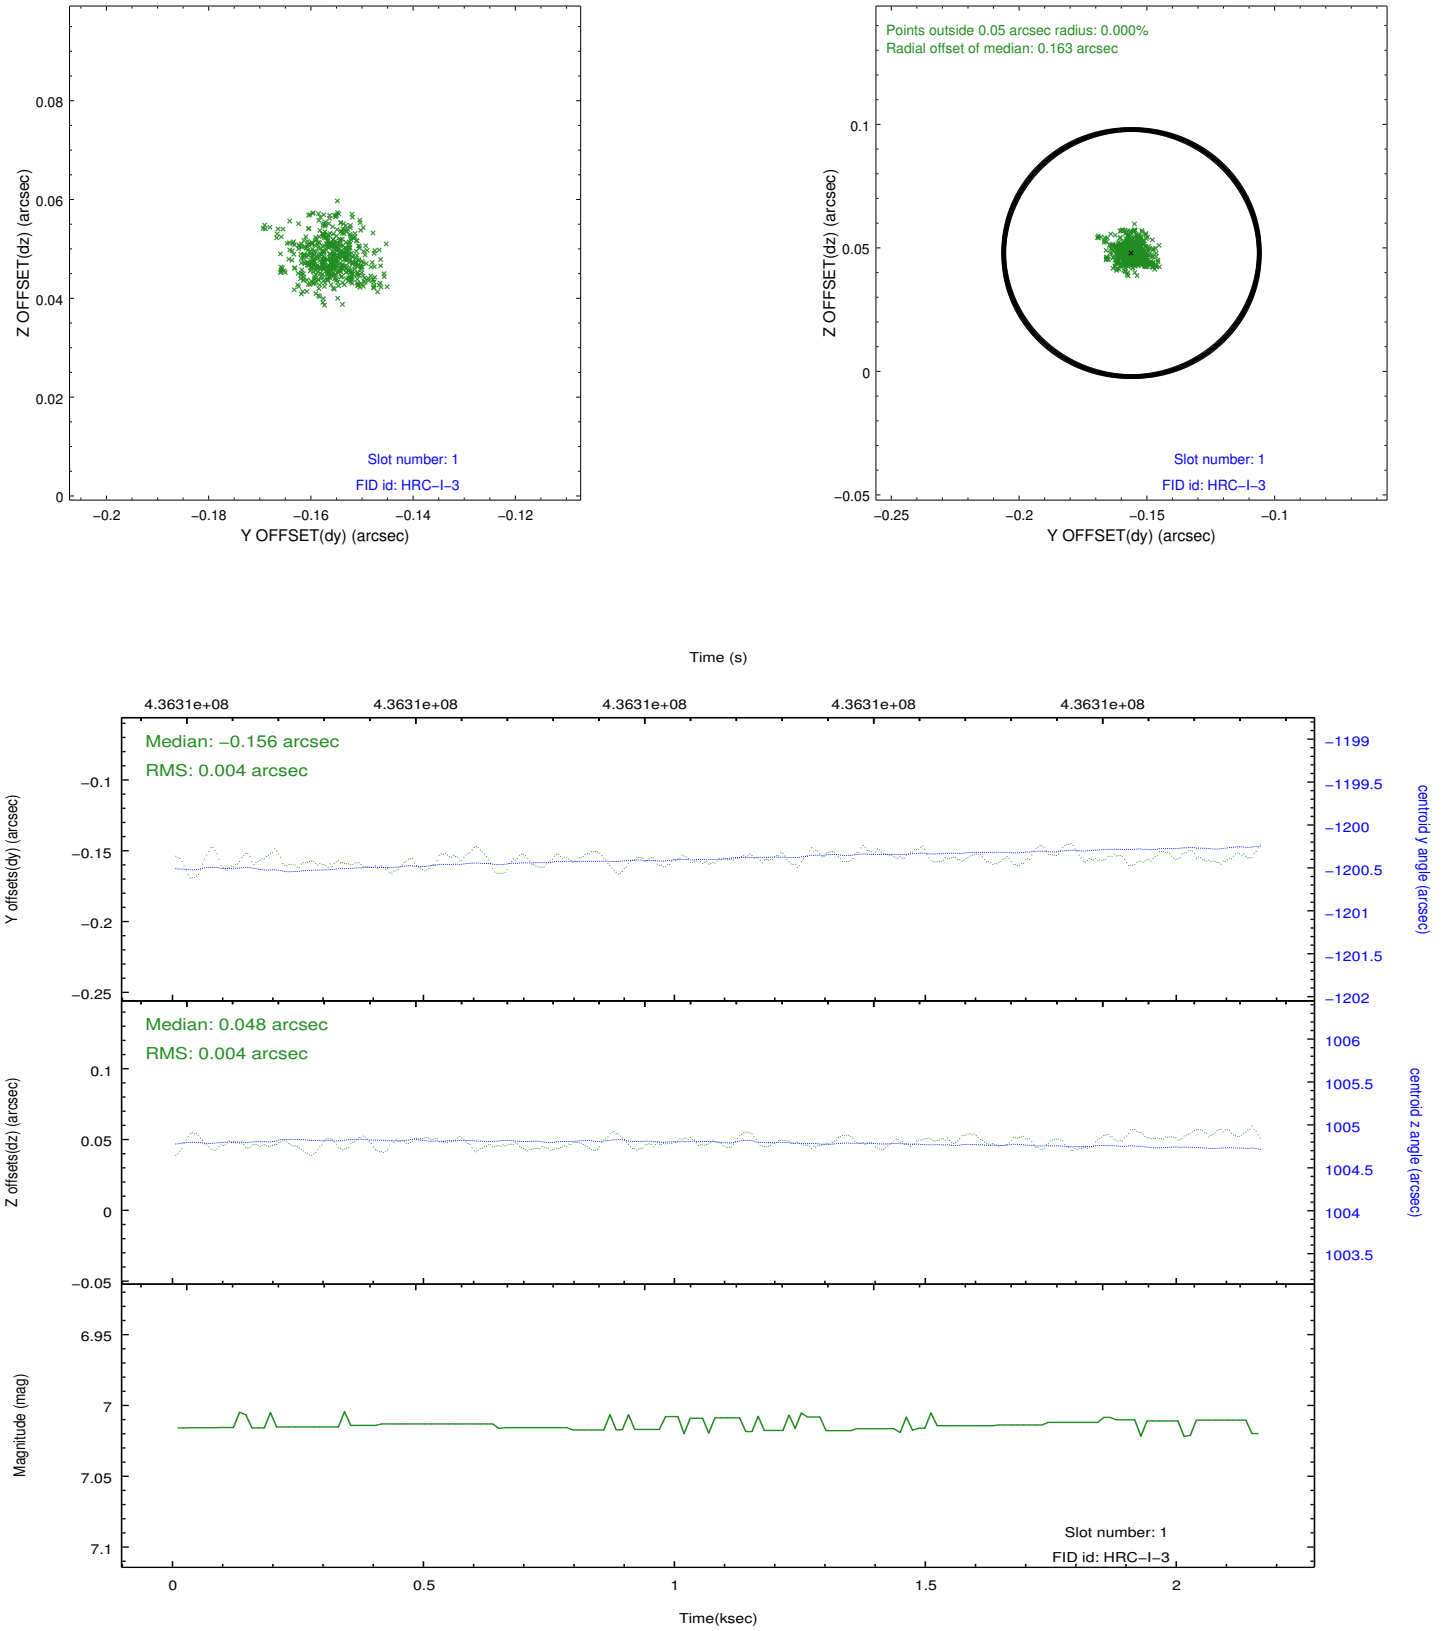 0.08
0.06
0.04
0.02
0
Z OFFSET(dz) (arcsec)
Slot number: 1
FID id: HRC−I−3
−0.2
−0.18
−0.16
−0.14
−0.12
Y OFFSET(dy) (arcsec)
Points outside 0.05 arcsec radius: 0.000%
Radial offset of median: 0.163 arcsec
0.1
0.05
0
−0.05
Z OFFSET(dz) (arcsec)
Slot number: 1
FID id: HRC−I−3
−0.25
−0.2
−0.15
−0.1
Y OFFSET(dy) (arcsec)
Time (s)
4.3631e+08
4.3631e+08
4.3631e+08
4.3631e+08
4.3631e+08
Median: −0.156 arcsec
RMS: 0.004 arcsec
−0.1
−0.15
−0.2
−0.25
Y offsets(dy) (arcsec)
−1199
−1199.5
−1200
−1200.5
−1201
−1201.5
−1202
centroid y angle (arcsec)
Median: 0.048 arcsec
RMS: 0.004 arcsec
0.1
0.05
0
−0.05
Z offsets(dz) (arcsec)
1006
1005.5
1005
1004.5
1004
1003.5
centroid z angle (arcsec)
6.95
7
7.05
7.1
Magnitude (mag)
Slot number: 1
FID id: HRC−I−3
0
0.5
1
1.5
2
Time(ksec)